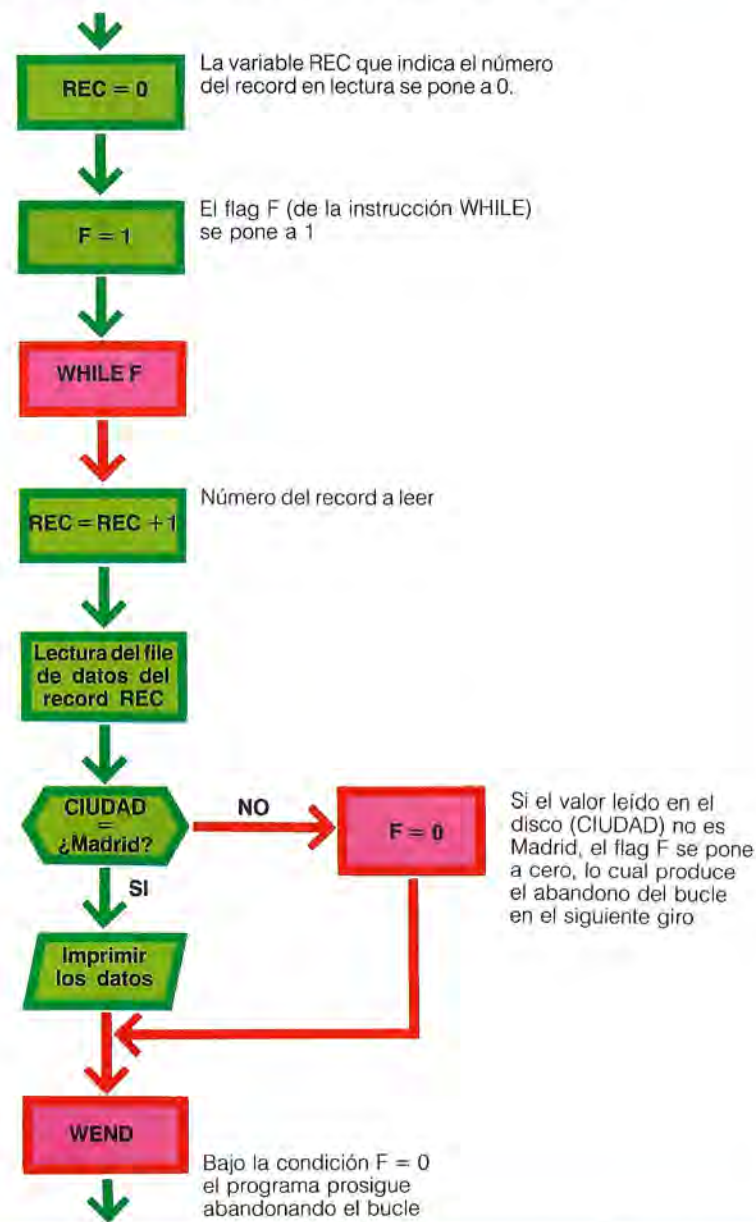 REC = 0
La variable REC que indica el número
del record en lectura se pone a 0.
F = 1
El flag F (de la instrucción WHILE)
se pone a 1
WHILE F
REC = REC + 1
Número del record a leer
Lectura del file
de datos del
record REC
CIUDAD
=
¿Madrid?
NO
F = 0
Si el valor leído en el
disco (CIUDAD) no es
Madrid, el flag F se pone
a cero, lo cual produce
el abandono del bucle
en el siguiente giro
SI
Imprimir
los datos
WEND
Bajo la condición F = 0
el programa prosigue
abandonando el bucle